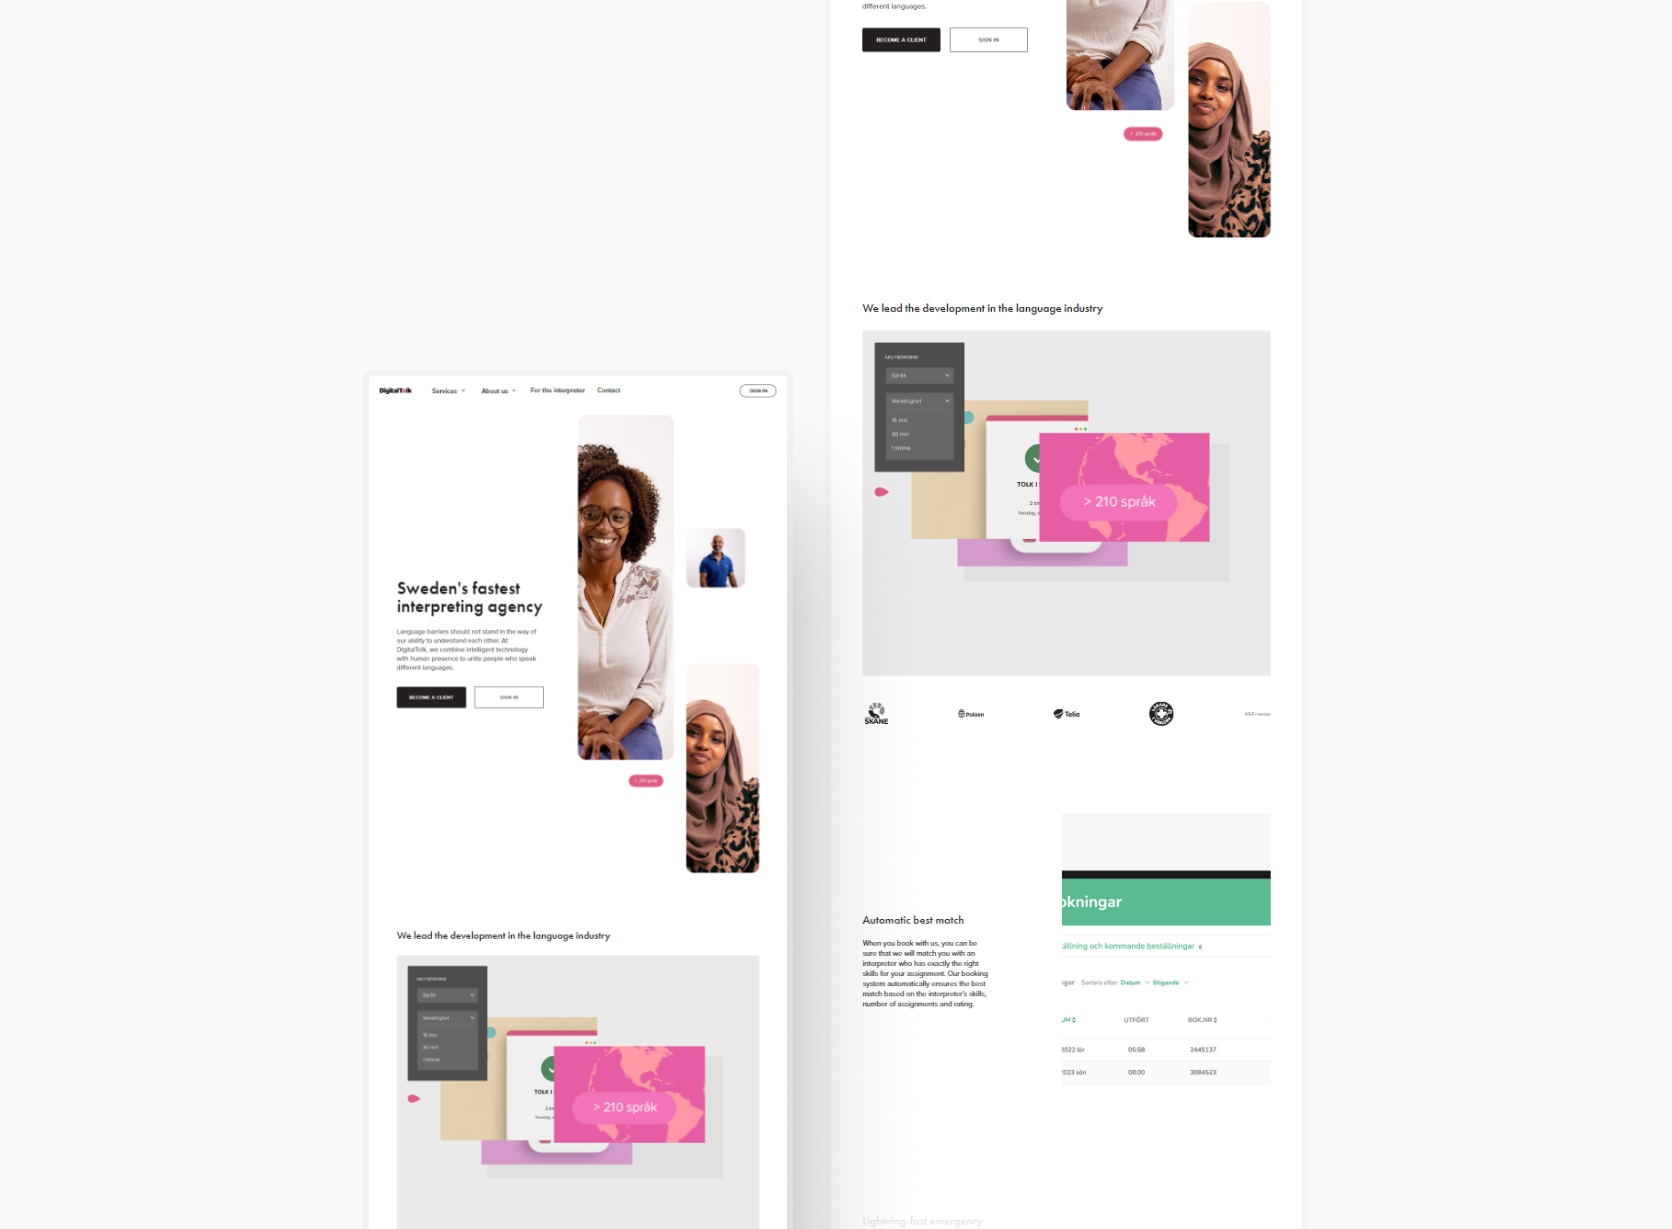 DigitalTolk
Services
About us
For the interpreter
Contact
SIGN IN
Sweden's fastest
interpreting agency
Language barriers should not stand in the way of
our ability to understand each other. At
DigitalTolk, we combine intelligent technology
with human presence to unite people who speak
different languages.
BECOME A CLIENT
SIGN IN
> 210 språk
We lead the development in the language industry
AKUTBOKNING
Språk
Varaktighet
15 min
30 min
1 timme
TOLK I
> 210 språk
different languages.
BECOME A CLIENT
SIGN IN
> 210 språk
We lead the development in the language industry
AKUTBOKNING
Språk
Varaktighet
15 min
30 min
1 timme
TOLK I
> 210 språk
SKÅNE
Polisen
Telia
Automatic best match
When you book with us, you can be
sure that we will match you with an
interpreter who has exactly the right
skills for your assignment. Our booking
system automatically ensures the best
match based on the interpreter's skills,
number of assignments and rating.
okningar
ällning och kommande beställningar 6
ngar Sortera efter: Datum Stigande
UM UTFÖRT BOK.NR
2022 lör 05:58 2445137
2023 sön 08:00 3084523
Lightning-fast emergency